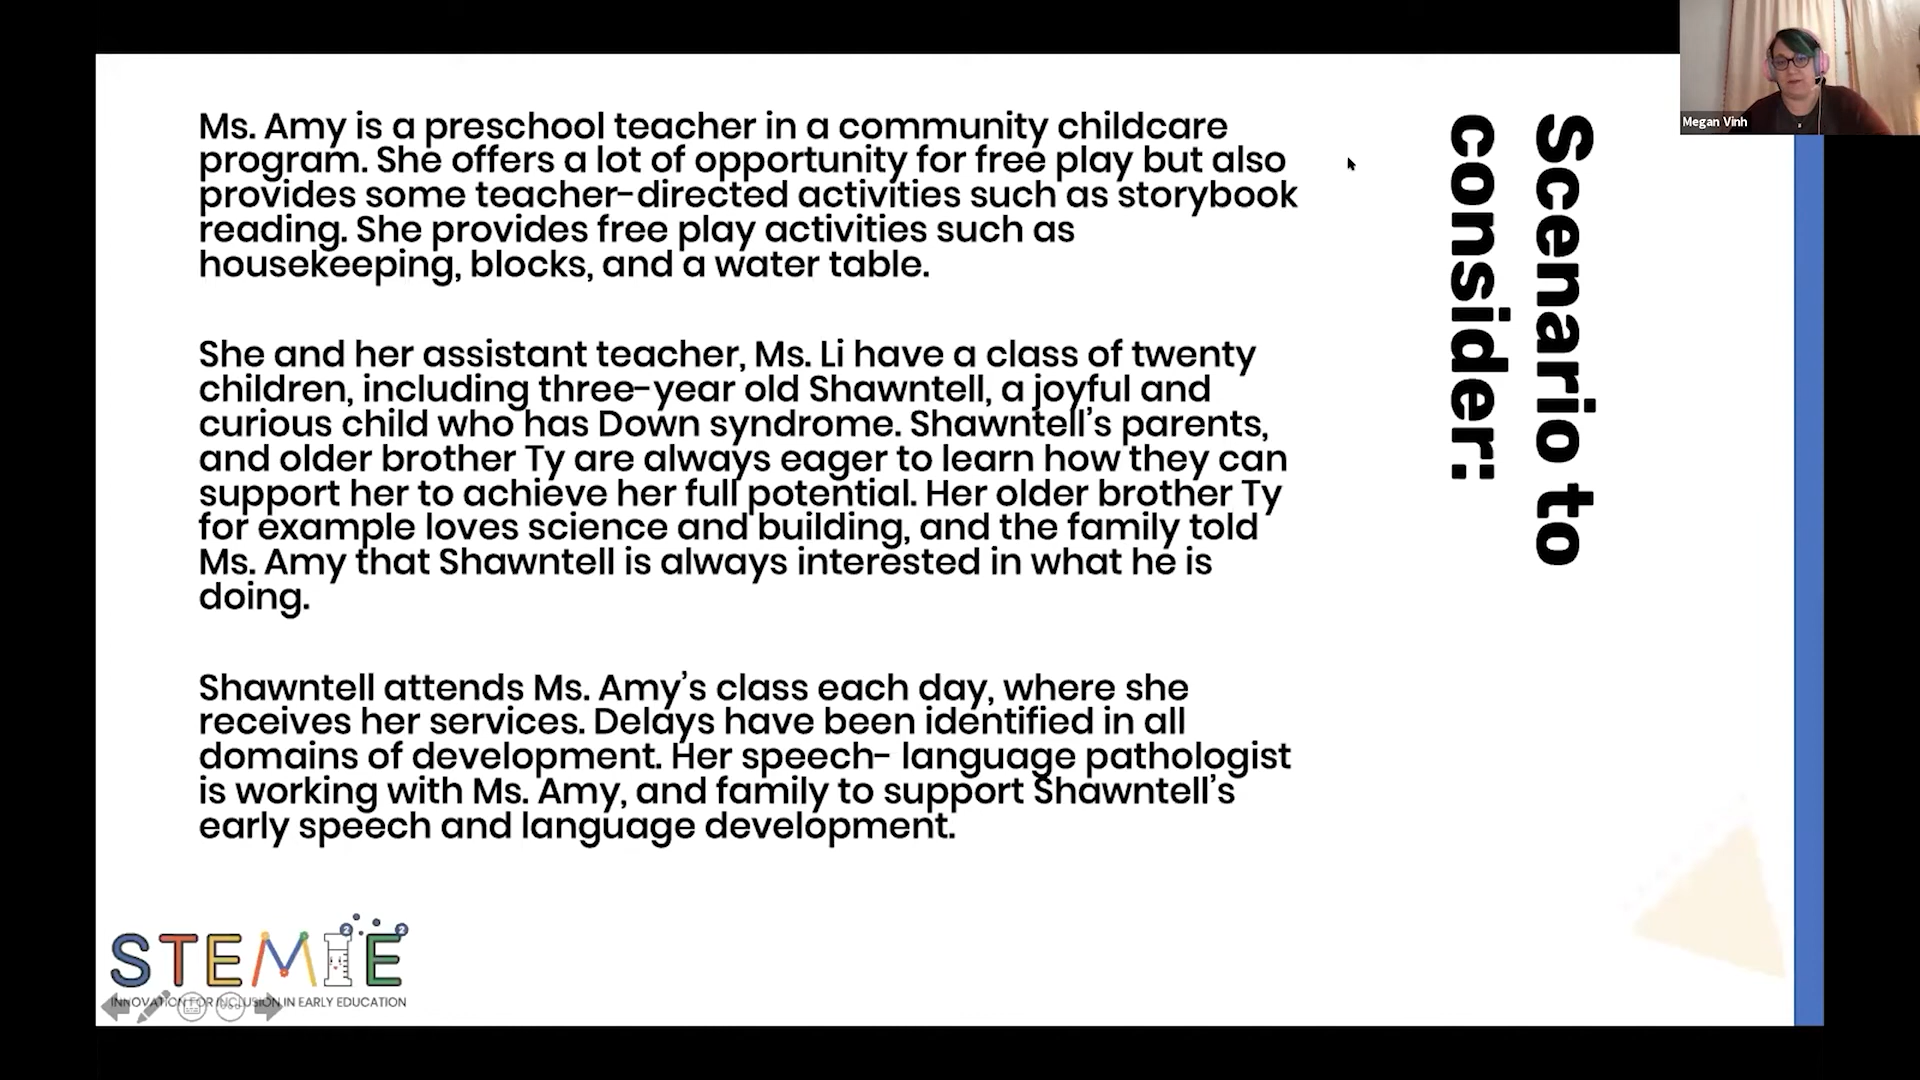 Ms. Amy is a preschool teacher in a community childcare
program. She offers a lot of opportunity for free play but also
provides some teacher-directed activities such as storybook
reading. She provides free play activities such as
housekeeping, blocks, and a water table.
She and her assistant teacher, Ms. Li have a class of twenty
children, including three-year old Shawntell, a joyful and
curious child who has Down syndrome. Shawntell's parents,
and older brother Ty are always eager to learn how they can
support her to achieve her full potential. Her older brother Ty
for example loves science and building, and the family told
Ms. Amy that Shawntell is always interested in what he is
doing.
Shawntell attends Ms. Amy's class each day, where she
receives her services. Delays have been identified in all
domains of development. Her speech- language pathologist
is working with Ms. Amy, and family to support Shawntell's
early speech and language development.
Scenario to
consider:
Megan Vinh
STEMIE
2 2
INNOVATION FOR INCLUSION IN EARLY EDUCATION